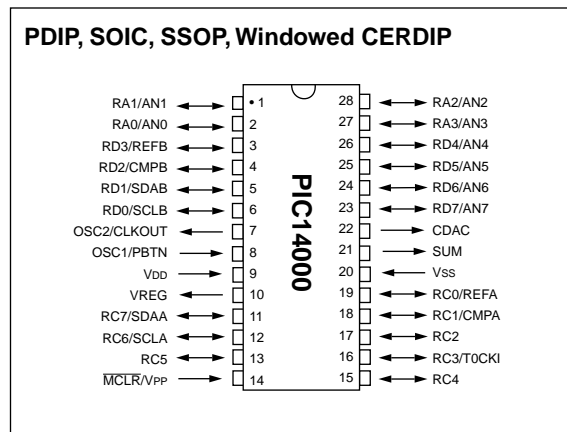 PDIP, SOIC, SSOP, Windowed CERDIP
RA1/AN1 1 28 RA2/AN2
RA0/AN0 2 27 RA3/AN3
RD3/REFB 3 26 RD4/AN4
RD2/CMPB 4 25 RD5/AN5
RD1/SDAB 5 24 RD6/AN6
RD0/SCLB 6 23 RD7/AN7
OSC2/CLKOUT 7 22 CDAC
OSC1/PBTN 8 21 SUM
VDD 9 20 VSS
VREG 10 19 RC0/REFA
RC7/SDAA 11 18 RC1/CMPA
RC6/SCLA 12 17 RC2
RC5 13 16 RC3/T0CKI
MCLR/VPP 14 15 RC4
PIC14000